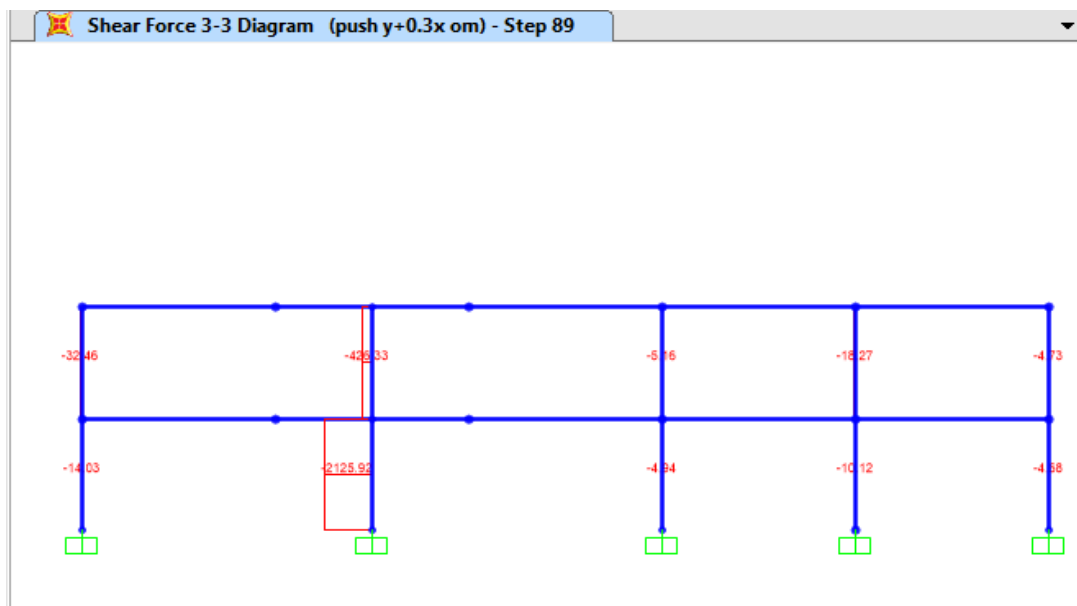 Shear Force 3-3 Diagram (push y+0.3x om) - Step 89
-32.46 -426.33 -5.16 -18.27 -4.73
-14.03 -2125.92 -4.94 -10.12 -4.68